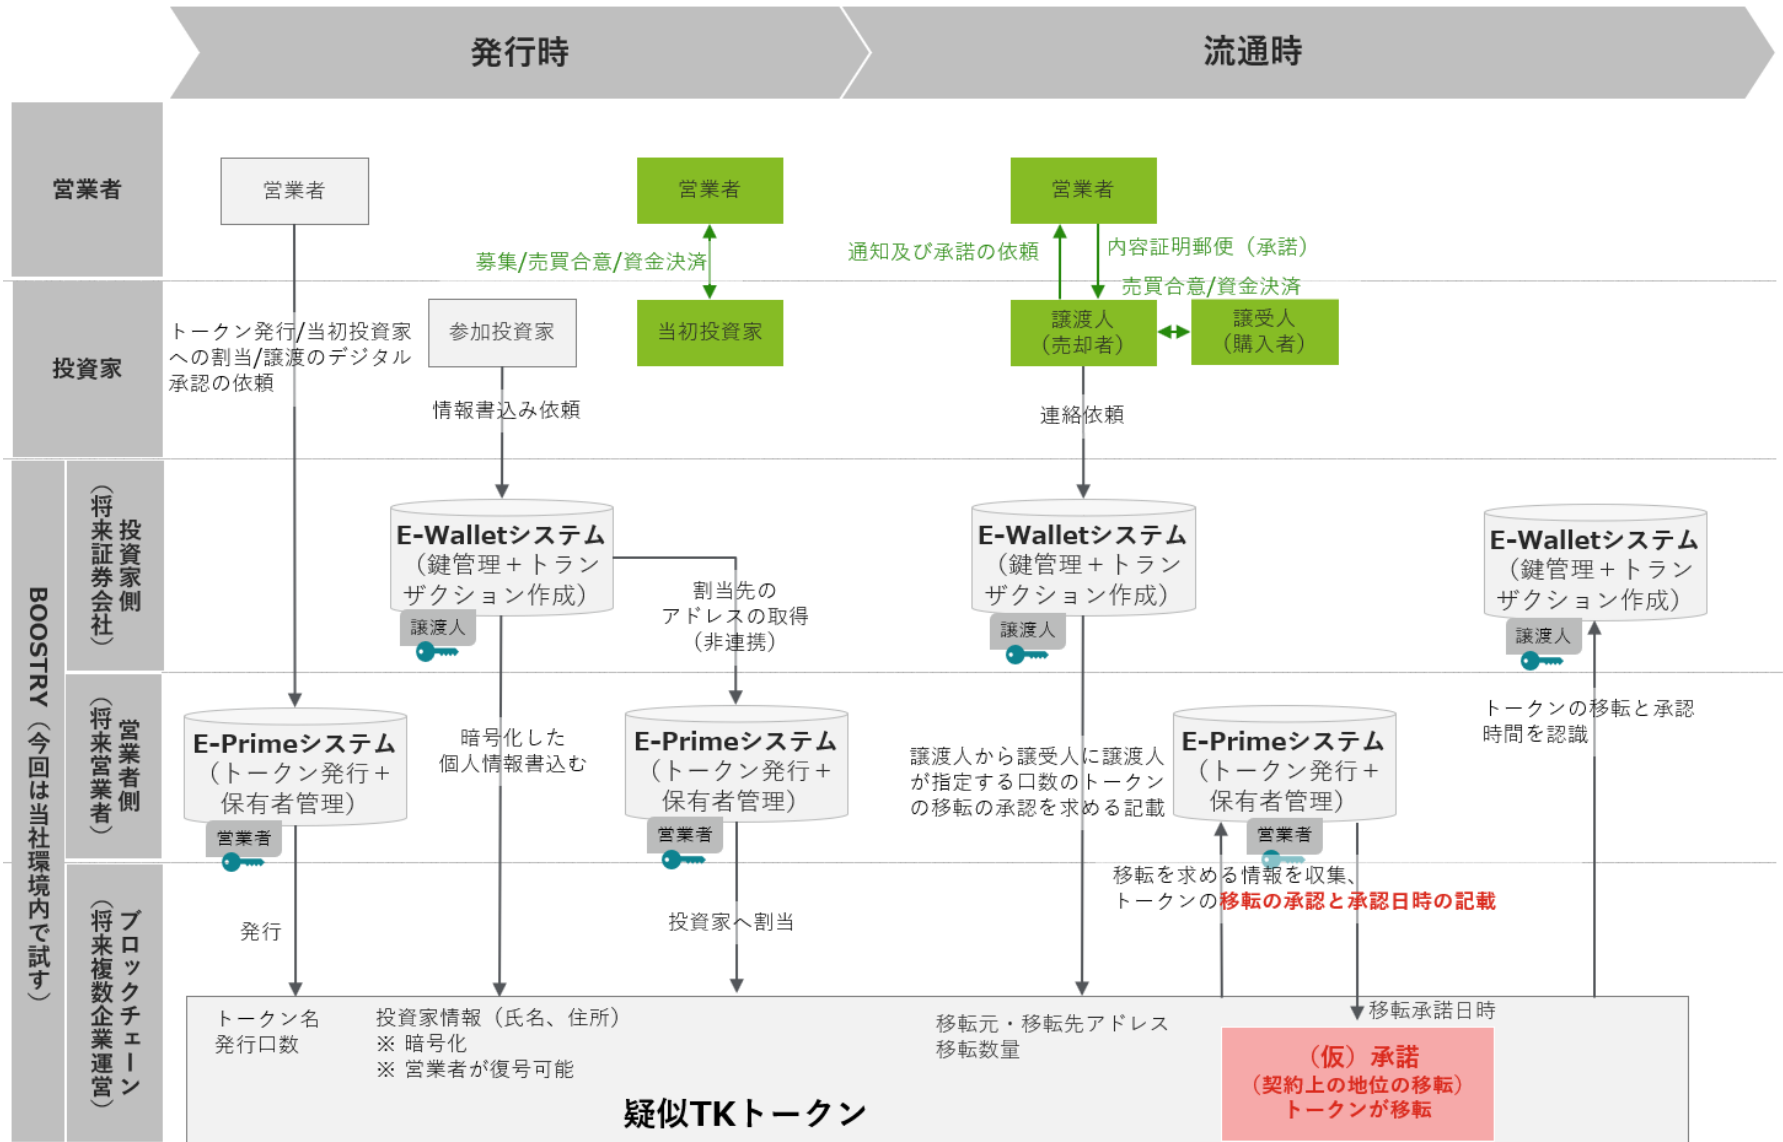 発行時
流通時
営業者
営業者
営業者
営業者
募集/売買合意/資金決済
通知及び承諾の依頼
内容証明郵便（承諾）
売買合意/資金決済
投資家
トークン発行/当初投資家
への割当/譲渡のデジタル
承認の依頼
参加投資家
当初投資家
譲渡人
（売却者）
譲受人
（購入者）
情報書込み依頼
連絡依頼
BOOSTRY（今回は当社環境内で試す）
投資家側
（将来証券会社）
E-Walletシステム
（鍵管理＋トラン
ザクション作成）
譲渡人
割当先の
アドレスの取得
（非連携）
E-Walletシステム
（鍵管理＋トラン
ザクション作成）
譲渡人
E-Walletシステム
（鍵管理＋トラン
ザクション作成）
譲渡人
営業者側
（将来営業者）
E-Primeシステム
（トークン発行＋
保有者管理）
営業者
暗号化した
個人情報書込む
E-Primeシステム
（トークン発行＋
保有者管理）
営業者
譲渡人から譲受人に譲渡人
が指定する口数のトークン
の移転の承認を求める記載
E-Primeシステム
（トークン発行＋
保有者管理）
営業者
トークンの移転と承認
時間を認識
ブロックチェーン
（将来複数企業運営）
発行
投資家へ割当
移転を求める情報を収集、
トークンの移転の承認と承認日時の記載
トークン名
発行口数
投資家情報（氏名、住所）
※ 暗号化
※ 営業者が復号可能
移転元・移転先アドレス
移転数量
移転承諾日時
（仮）承諾
（契約上の地位の移転）
トークンが移転
疑似TKトークン